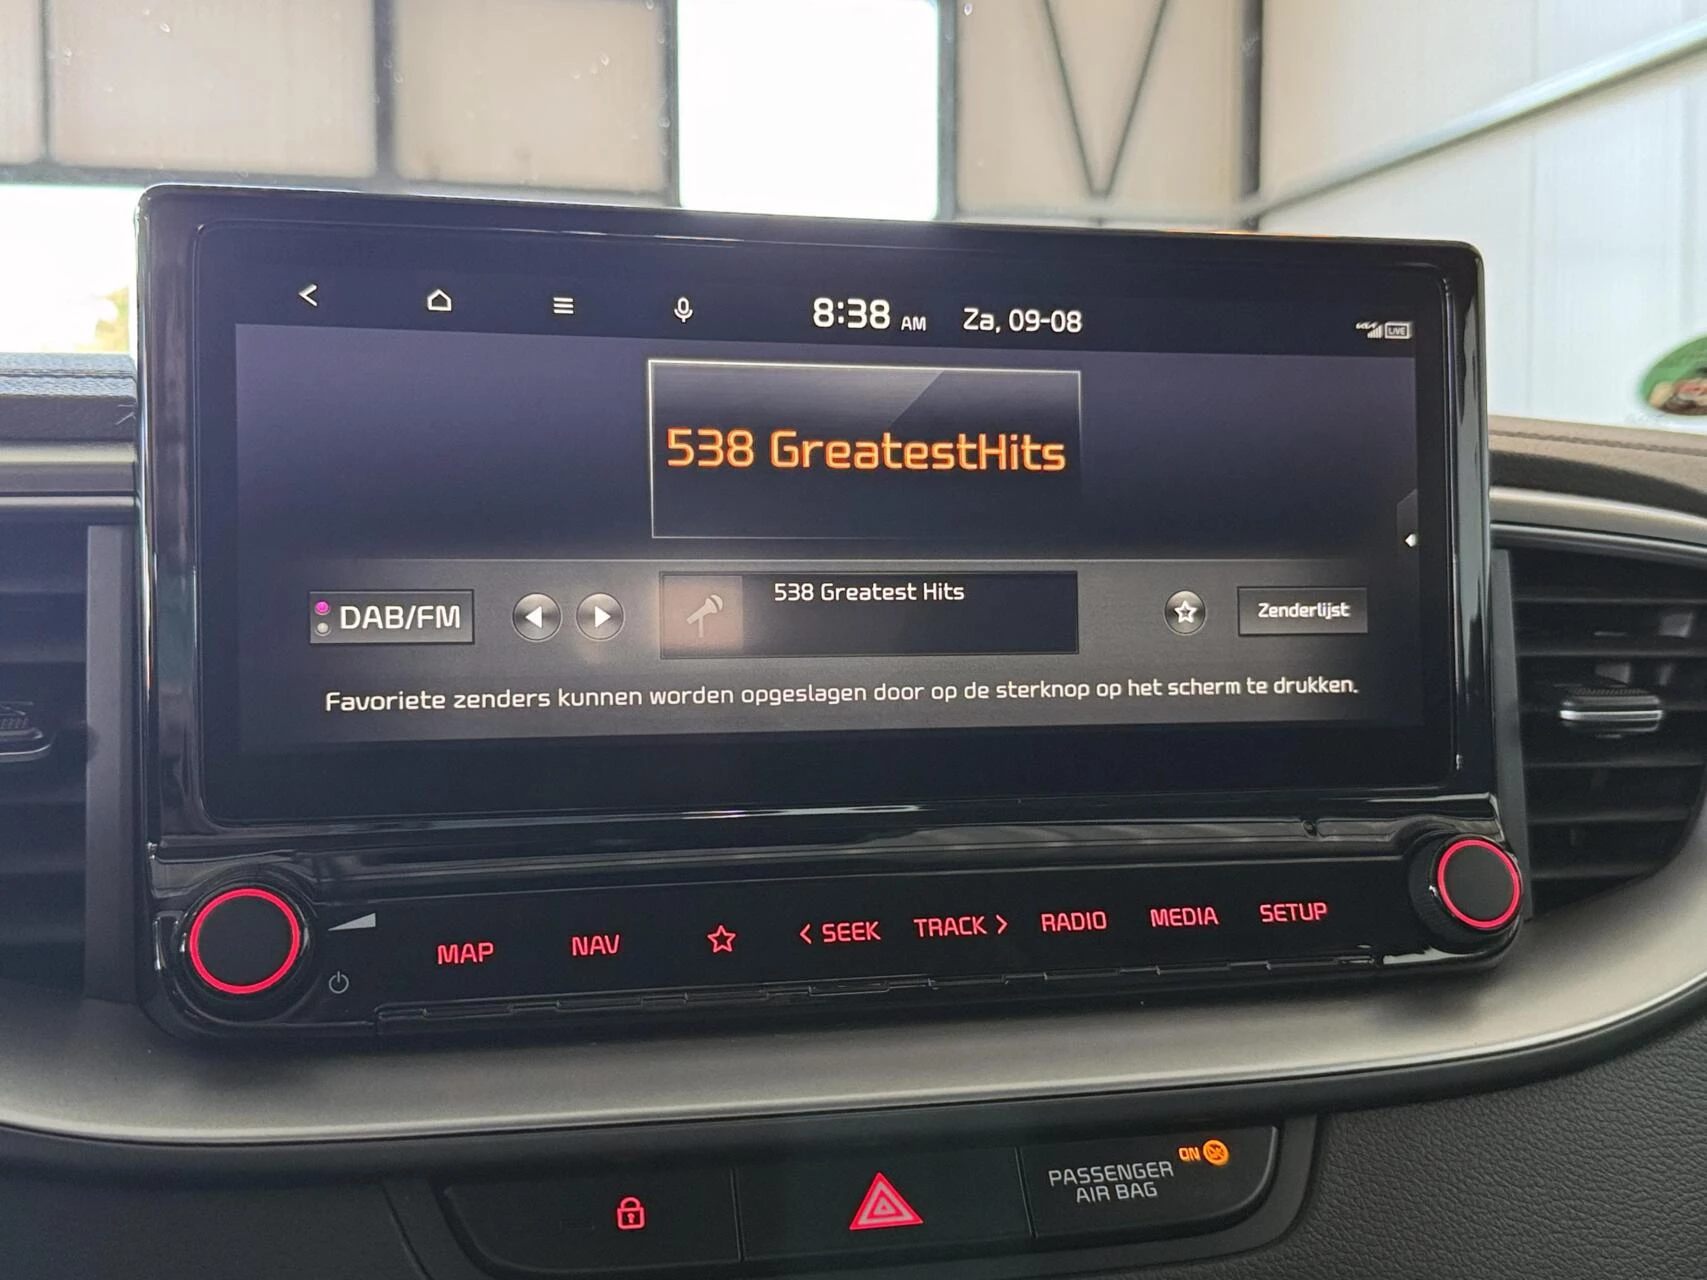 8:38 AM Za, 09-08
LIVE
538 GreatestHits
DAB/FM
538 Greatest Hits
Zenderlijst
Favoriete zenders kunnen worden opgeslagen door op de sterknop op het scherm te drukken.
MAP NAV < SEEK TRACK > RADIO MEDIA SETUP
PASSENGER
AIR BAG
ON